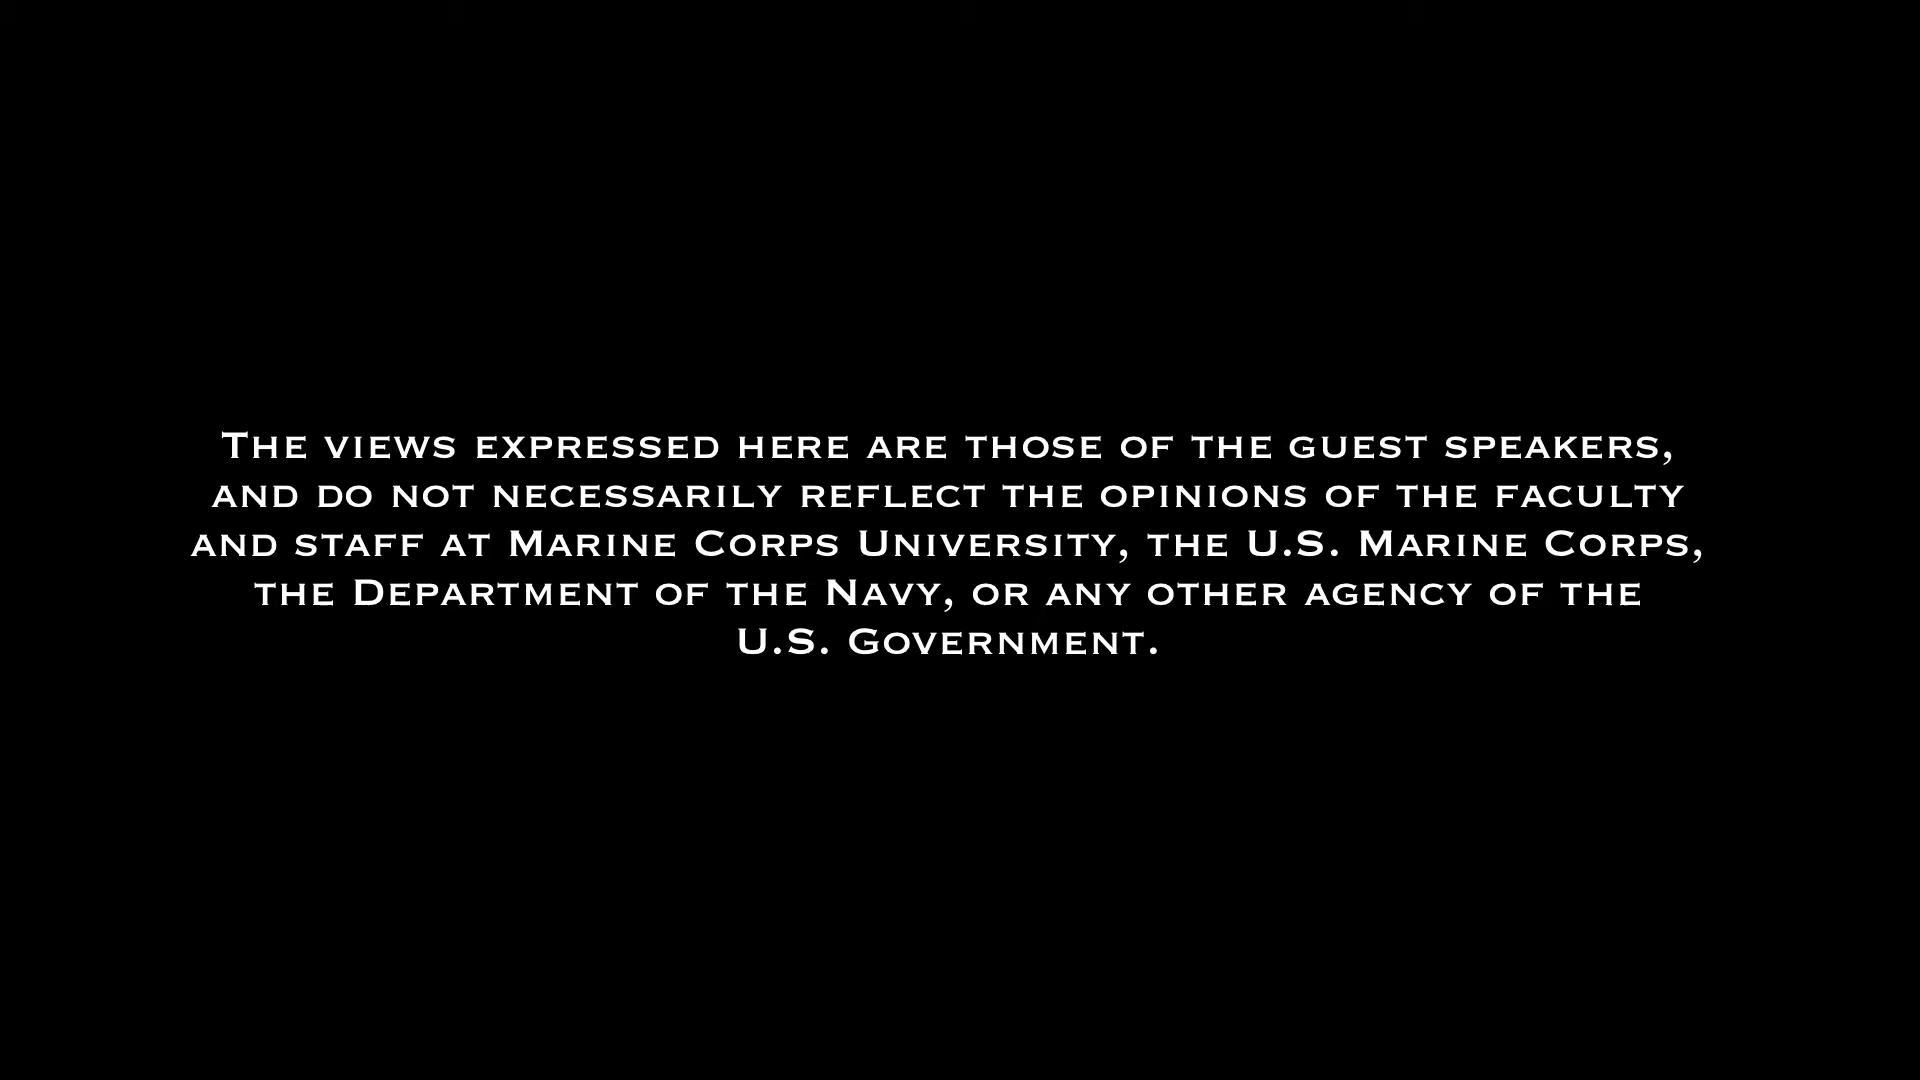 The views expressed here are those of the guest speakers,
and do not necessarily reflect the opinions of the faculty
and staff at Marine Corps University, the U.S. Marine Corps,
the Department of the Navy, or any other agency of the
U.S. Government.